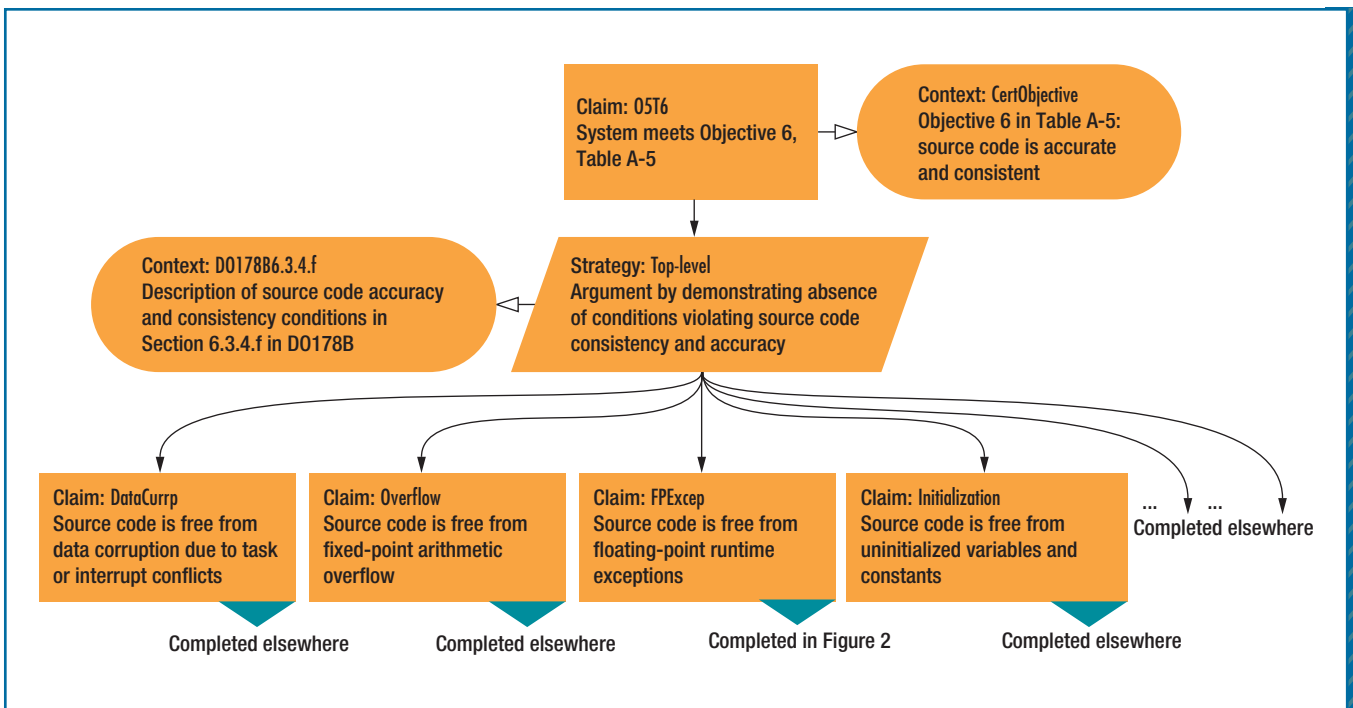 Claim: O5T6
System meets Objective 6,
Table A-5
Context: CertObjective
Objective 6 in Table A-5:
source code is accurate
and consistent
Context: DO178B6.3.4.f
Description of source code accuracy
and consistency conditions in
Section 6.3.4.f in DO178B
Strategy: Top-level
Argument by demonstrating absence
of conditions violating source code
consistency and accuracy
Claim: DataCurrp
Source code is free from
data corruption due to task
or interrupt conflicts
Completed elsewhere
Claim: Overflow
Source code is free from
fixed-point arithmetic
overflow
Completed elsewhere
Claim: FPExcep
Source code is free from
floating-point runtime
exceptions
Completed in Figure 2
Claim: Initialization
Source code is free from
uninitialized variables and
constants
Completed elsewhere
... ...
Completed elsewhere